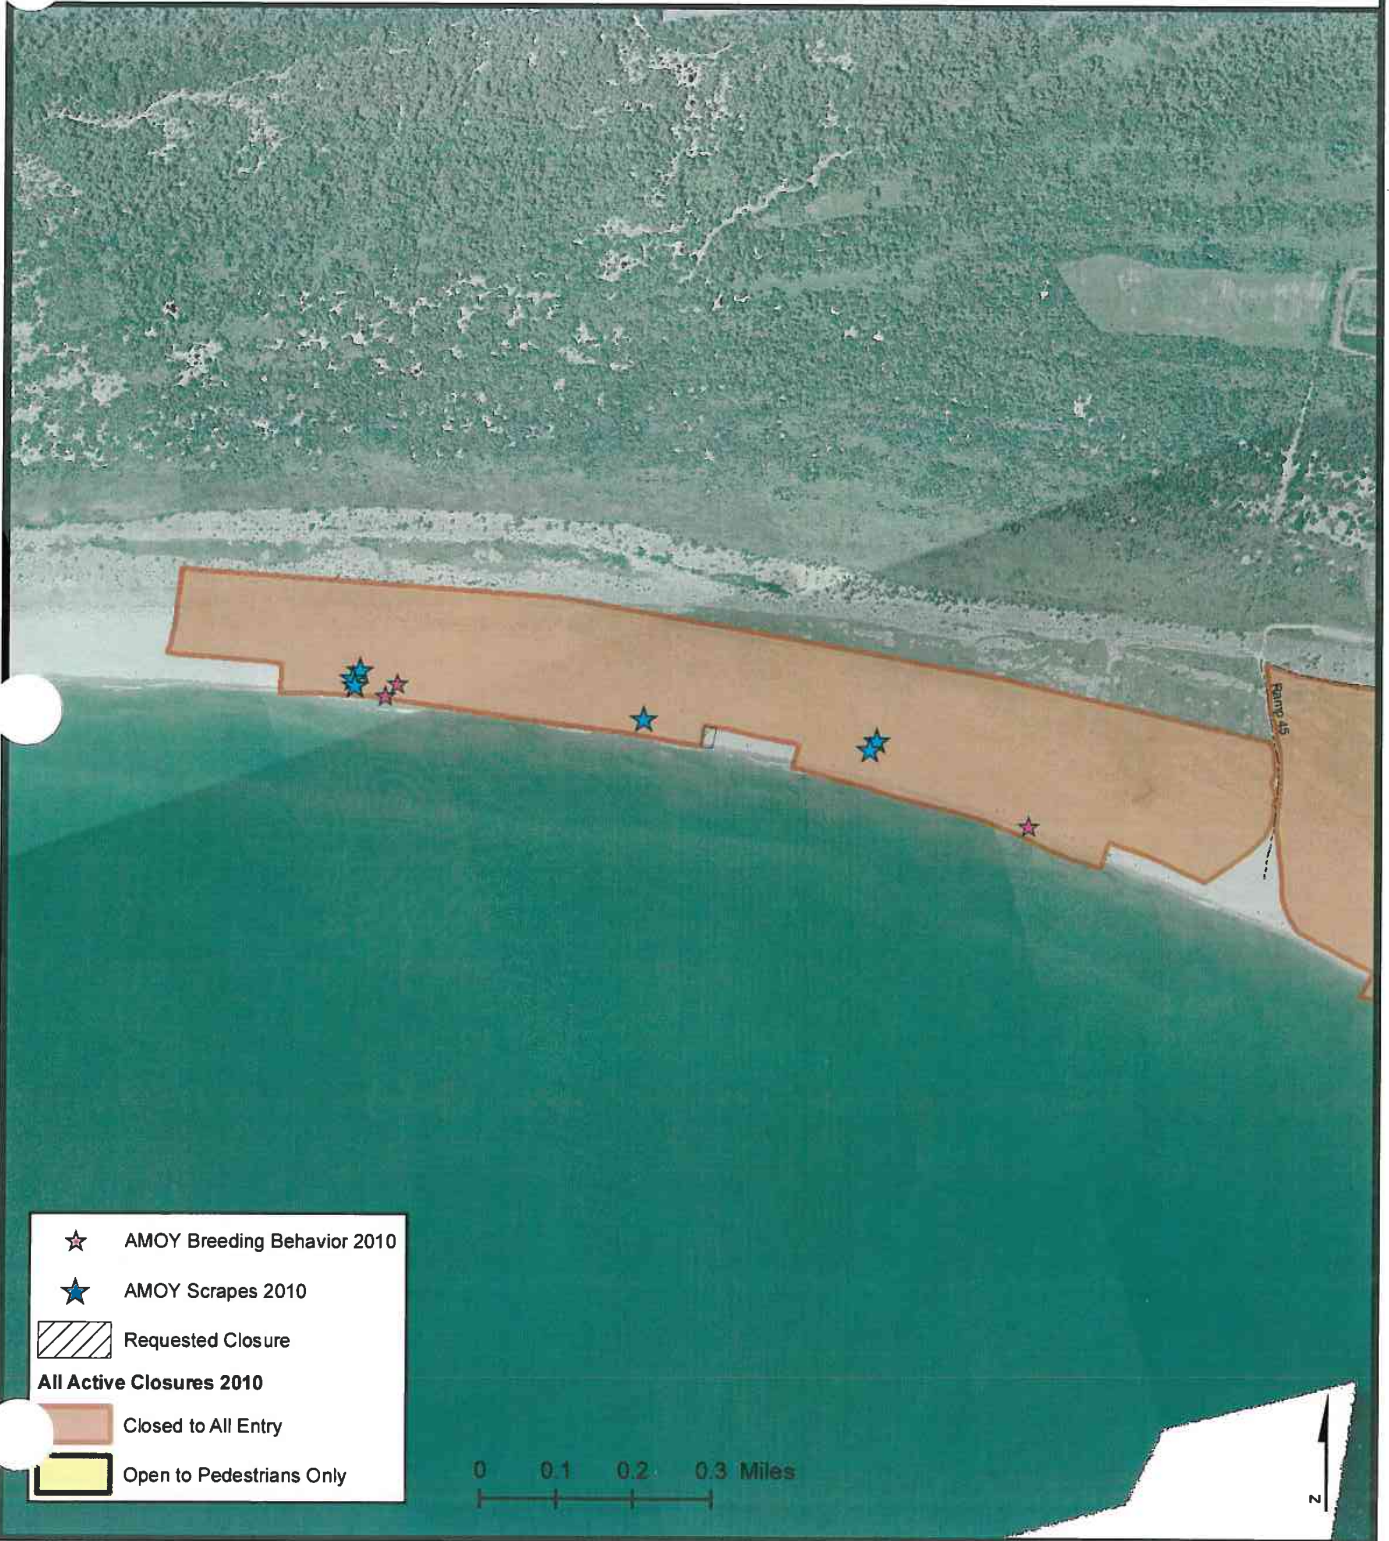 Ramp 45
AMOY Breeding Behavior 2010
AMOY Scrapes 2010
Requested Closure
All Active Closures 2010
Closed to All Entry
Open to Pedestrians Only
0 0.1 0.2 0.3 Miles
N